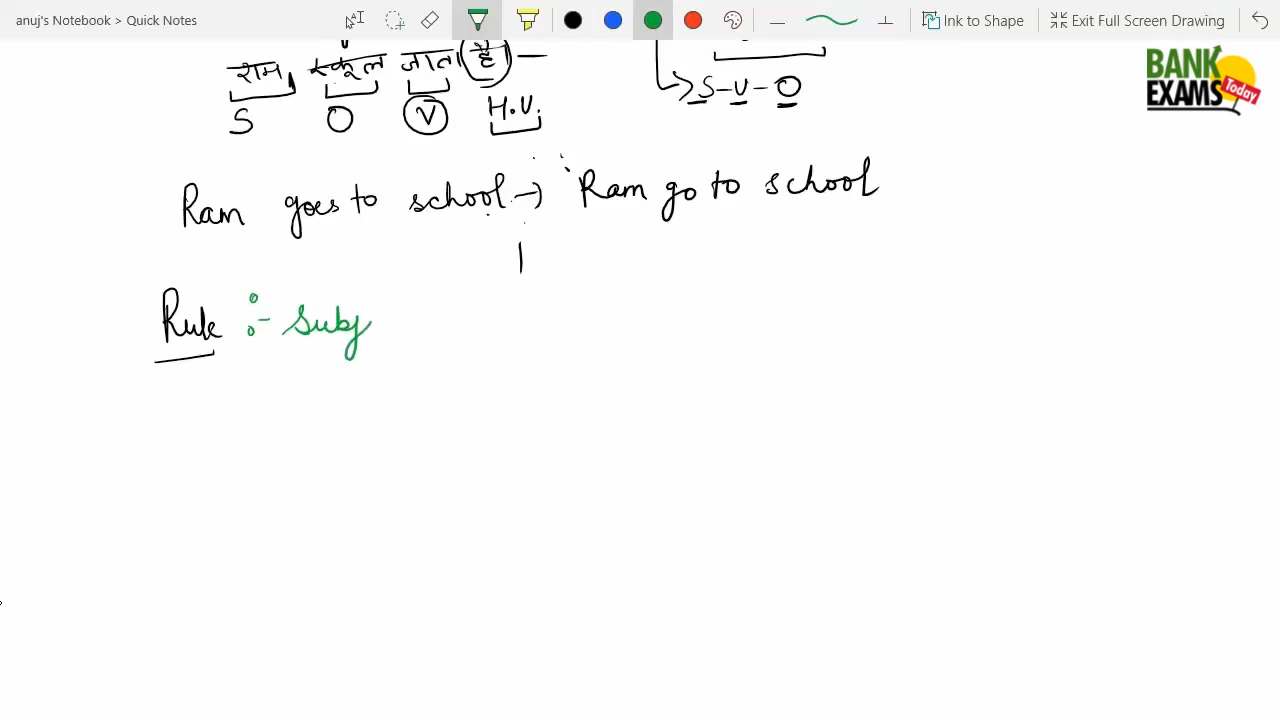 anuj's Notebook > Quick Notes
Ink to Shape
Exit Full Screen Drawing
BANK EXAMS Today
राम स्कूल जाता है —
S O V H.V.
S-V-O
Ram goes to school → Ram go to school
Rule :- Subj